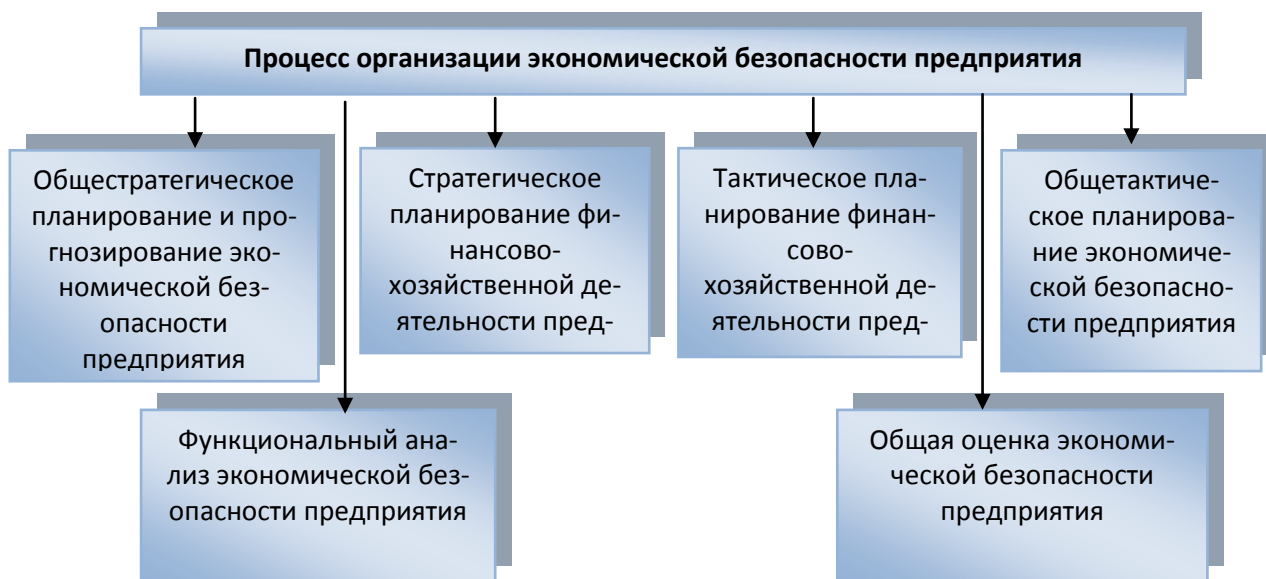 Процесс организации экономической безопасности предприятия
Общестратегическое
планирование и про-
гнозирование эко-
номической без-
опасности
предприятия
Стратегическое
планирование фи-
нансово-
хозяйственной де-
ятельности пред-
Тактическое пла-
нирование финан-
сово-
хозяйственной де-
ятельности пред-
Общетактиче-
ское планирова-
ние экономиче-
ской безопасно-
сти предприятия
Функциональный ана-
лиз экономической без-
опасности предприятия
Общая оценка экономи-
ческой безопасности
предприятия